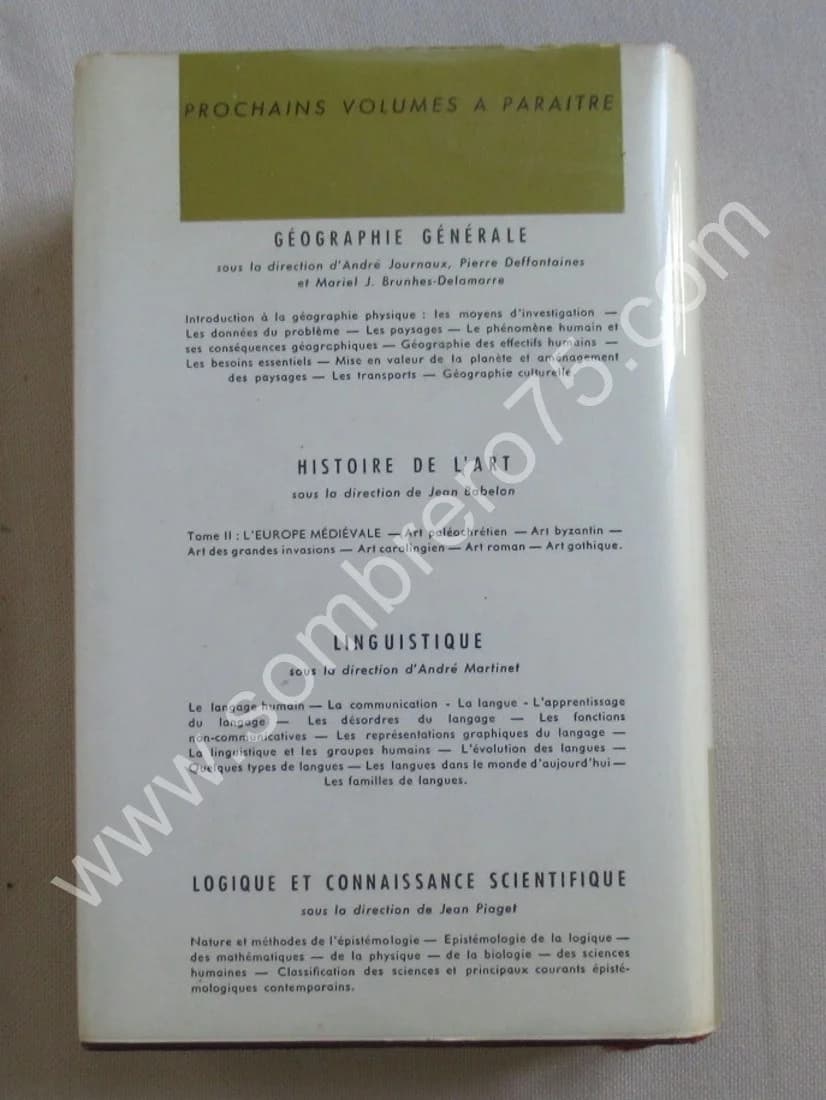 PROCHAINS VOLUMES A PARAITRE
GÉOGRAPHIE GÉNÉRALE
sous la direction d'André Journaux, Pierre Deffontaines
et Mariel J. Brunhes-Delamarre
Introduction à la géographie physique : les moyens d'investigation —
Les données du problème — Les paysages — Le phénomène humain et
ses conséquences géographiques — Géographie des effectifs humains —
Les besoins essentiels — Mise en valeur de la planète et aménagement
des paysages — Les transports — Géographie culturelle.
HISTOIRE DE L'ART
sous la direction de Jean Babelon
Tome II : L'EUROPE MÉDIÉVALE — Art paléochrétien — Art byzantin —
Art des grandes invasions — Art carolingien — Art roman — Art gothique.
LINGUISTIQUE
sous la direction d'André Martinet
Le langage humain — La communication - La langue - L'apprentissage
du langage — Les désordres du langage — Les fonctions
non-communicatives — Les représentations graphiques du langage —
La linguistique et les groupes humains — L'évolution des langues —
Quelques types de langues — Les langues dans le monde d'aujourd'hui —
Les familles de langues.
LOGIQUE ET CONNAISSANCE SCIENTIFIQUE
sous la direction de Jean Piaget
Nature et méthodes de l'épistémologie — Epistémologie de la logique —
des mathématiques — de la physique — de la biologie — des sciences
humaines — Classification des sciences et principaux courants épisté-
mologiques contemporains.
www.sombrero75.com